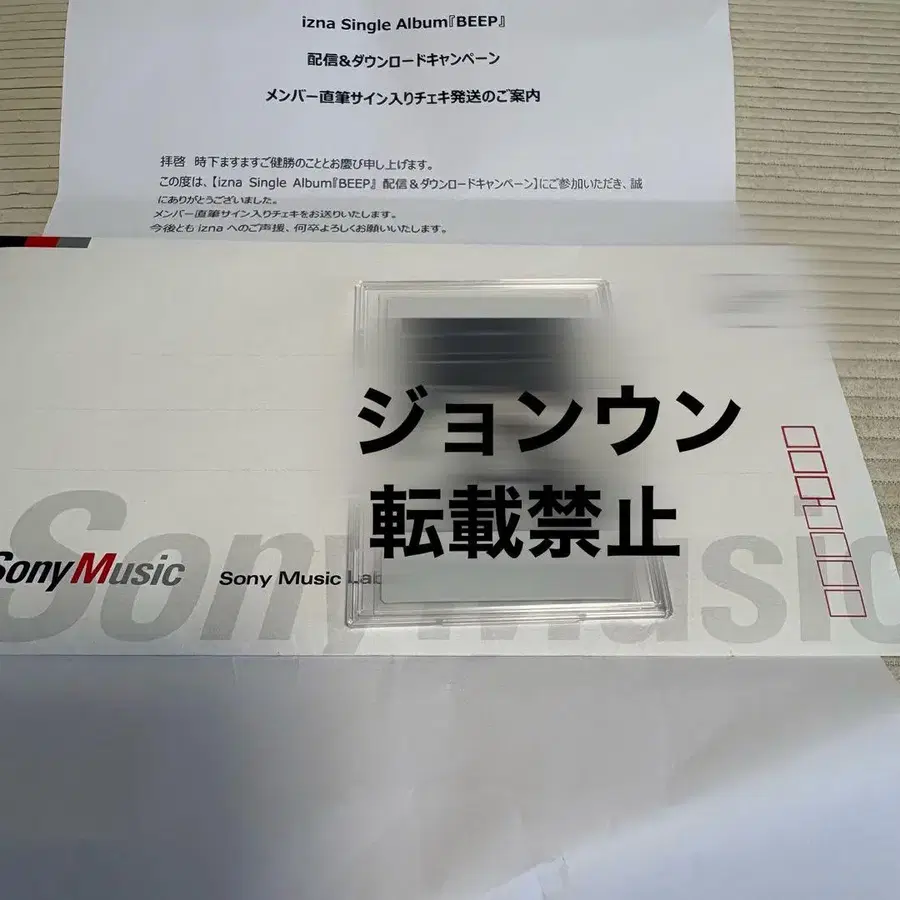 izna Single Album『BEEP』
配信&ダウンロードキャンペーン
メンバー直筆サイン入りチェキ発送のご案内
拝啓 時下ますますご健勝のこととお慶び申し上げます。
この度は、【izna Single Album『BEEP』 配信&ダウンロードキャンペーン】にご参加いただき、誠
にありがとうございました。
メンバー直筆サイン入りチェキをお送りいたします。
今後とも izna へのご声援、何卒よろしくお願いいたします。
ジョンウン
転載禁止
Sony Music
Sony Music Lab
Sony Music